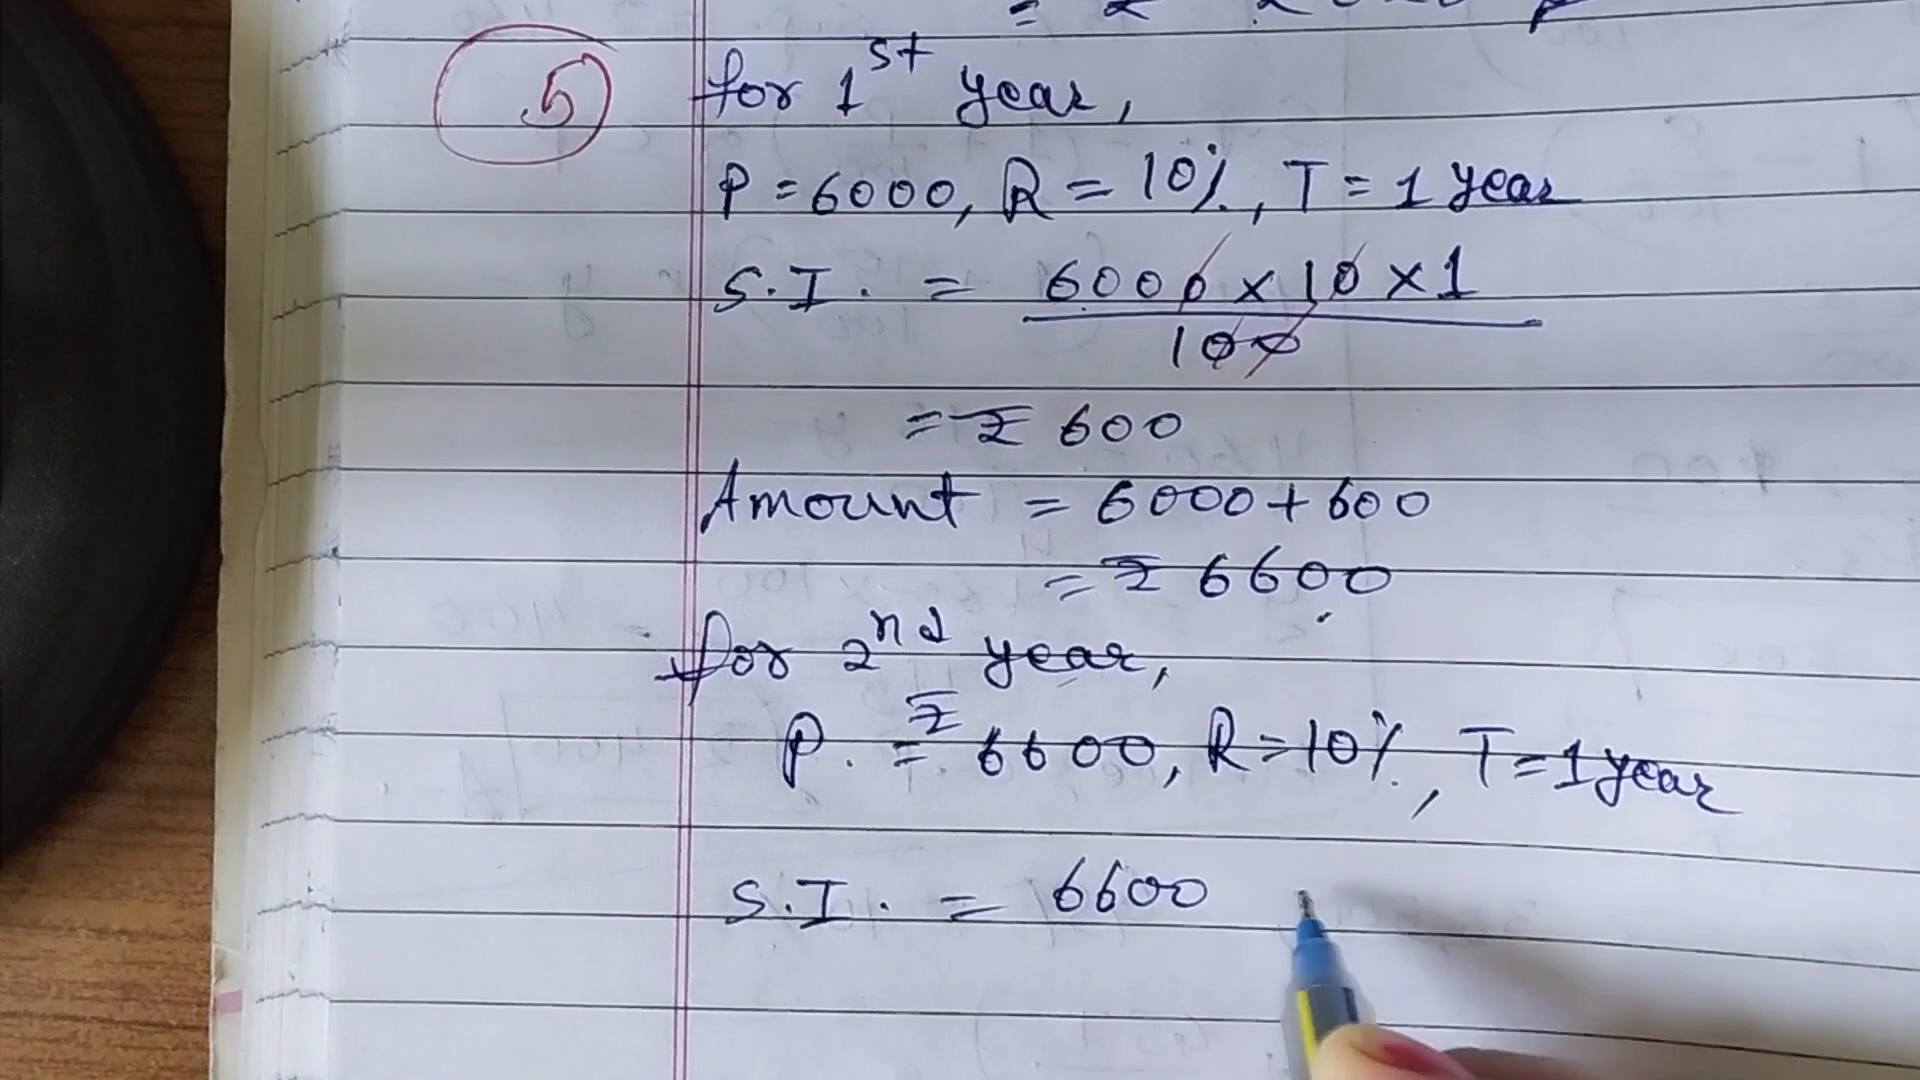 5
for 1st year,
P = 6000, R = 10%, T = 1 year
S.I. = 6000 x 10 x 1
100
= ₹ 600
Amount = 6000 + 600
= ₹ 6600
for 2nd year,
P. = ₹ 6600, R = 10%, T = 1 year
S.I. = 6600